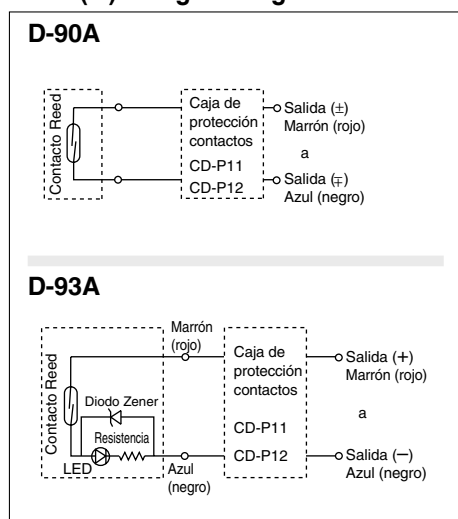 D-90A
Contacto Reed
Caja de
protección
contactos
CD-P11
CD-P12
Salida (±)
Marrón (rojo)
a
Salida (∓)
Azul (negro)
D-93A
Contacto Reed
Diodo Zener
Resistencia
LED
Marrón
(rojo)
Azul
(negro)
Caja de
protección
contactos
CD-P11
CD-P12
Salida (+)
Marrón (rojo)
a
Salida (—)
Azul (negro)